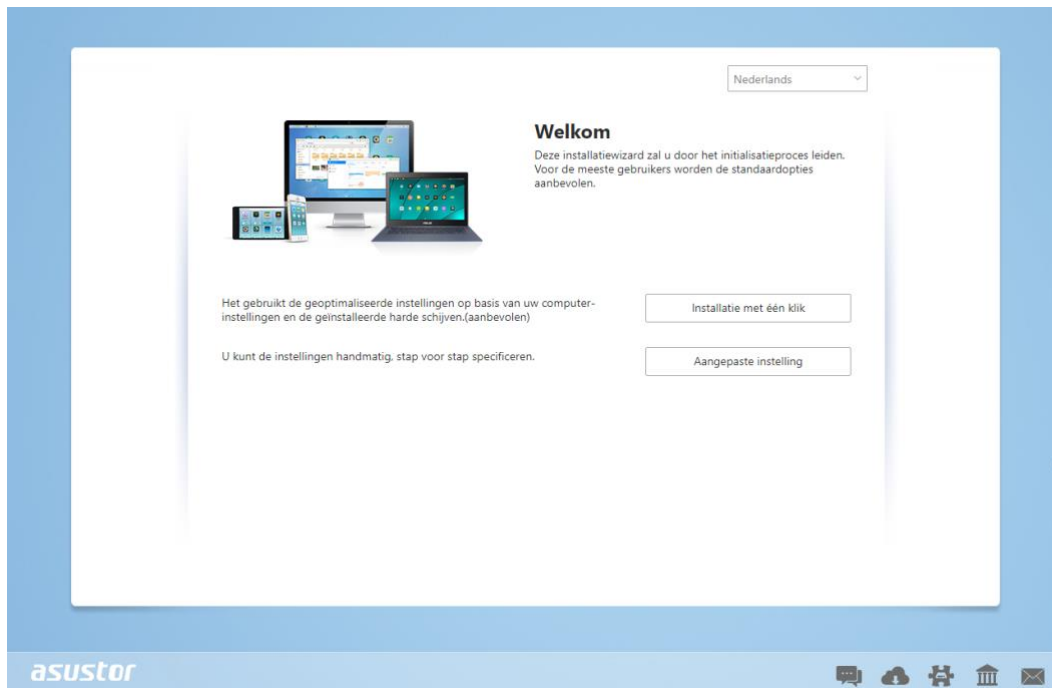 Nederlands
Welkom
Deze installatiewizard zal u door het initialisatieproces leiden.
Voor de meeste gebruikers worden de standaardopties
aanbevolen.
Het gebruikt de geoptimaliseerde instellingen op basis van uw computer-
instellingen en de geïnstalleerde harde schijven.(aanbevolen)
Installatie met één klik
U kunt de instellingen handmatig, stap voor stap specificeren.
Aangepaste instelling
asustor